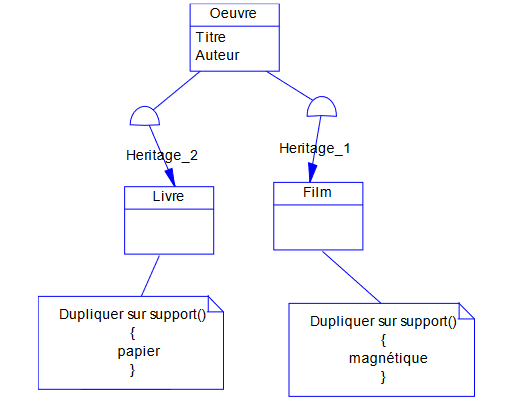 Oeuvre
Titre
Auteur
Heritage_2
Heritage_1
Livre
Film
Dupliquer sur support()
{
papier
}
Dupliquer sur support()
{
magnétique
}